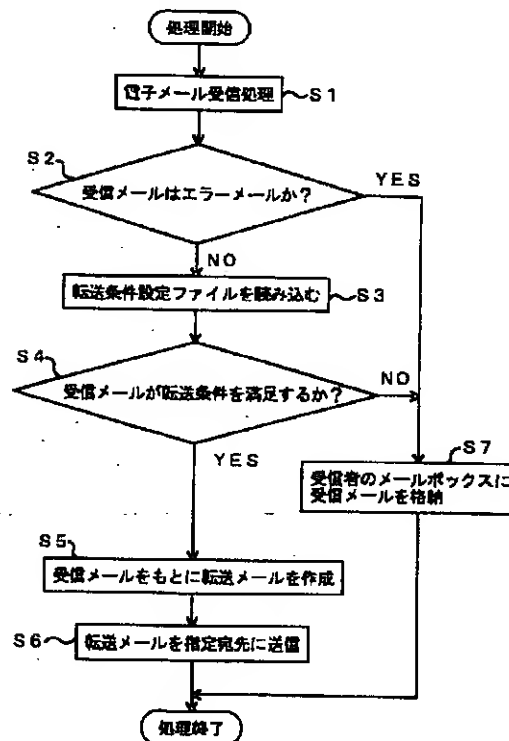 処理開始
電子メール受信処理
S1
S2
受信メールはエラーメールか?
YES
NO
転送条件設定ファイルを読み込む
S3
S4
受信メールが転送条件を満足するか?
NO
YES
S7
受信者のメールボックスに
受信メールを格納
S5
受信メールをもとに転送メールを作成
S6
転送メールを指定宛先に送信
処理終了